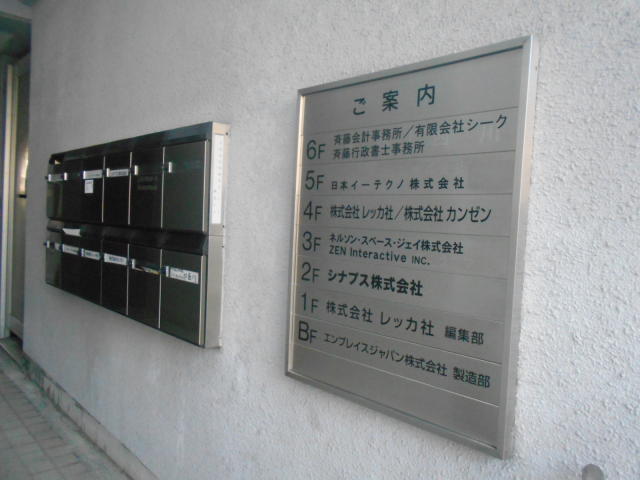 ご案内
6F 斉藤会計事務所／有限会社シーク
斉藤行政書士事務所
5F 日本イーテクノ株式会社
4F 株式会社レッカ社／株式会社カンゼン
3F ネルソン・スペース・ジェイ株式会社
ZEN Interactive INC.
2F シナプス株式会社
1F 株式会社レッカ社 編集部
BF エンプレイスジャパン株式会社 製造部